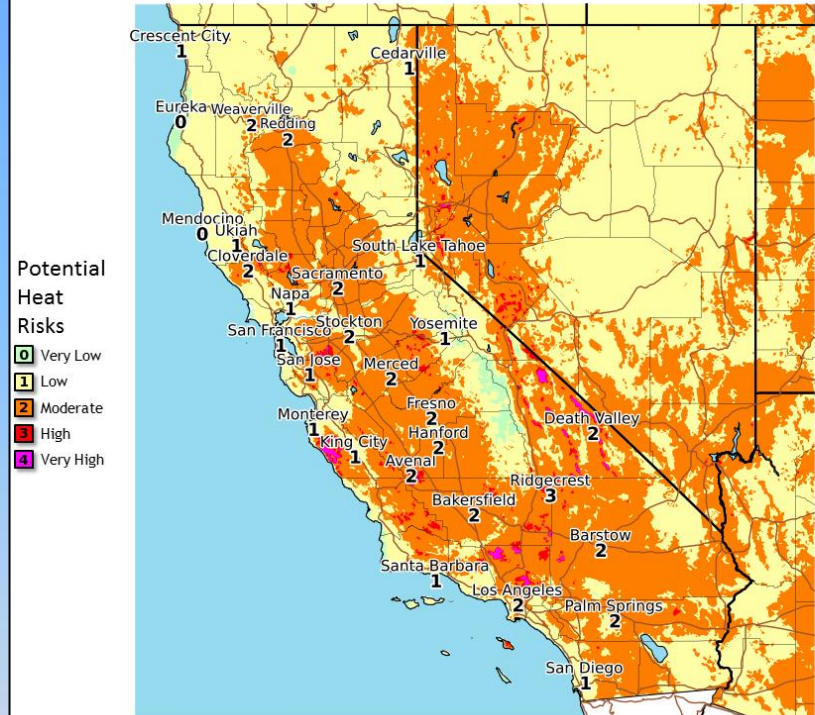 Crescent City
1
Cedarville
1
Eureka
0
Weaverville
2
Redding
2
Mendocino
0
Ukiah
1
Cloverdale
2
South Lake Tahoe
1
Potential
Heat
Risks
0 Very Low
1 Low
2 Moderate
3 High
4 Very High
Sacramento
2
Napa
1
San Francisco
1
Stockton
2
Yosemite
1
San Jose
1
Merced
2
Monterey
1
Fresno
2
Death Valley
2
King City
1
Hanford
2
Avenal
2
Ridgecrest
3
Bakersfield
2
Barstow
2
Santa Barbara
1
Los Angeles
2
Palm Springs
2
San Diego
1